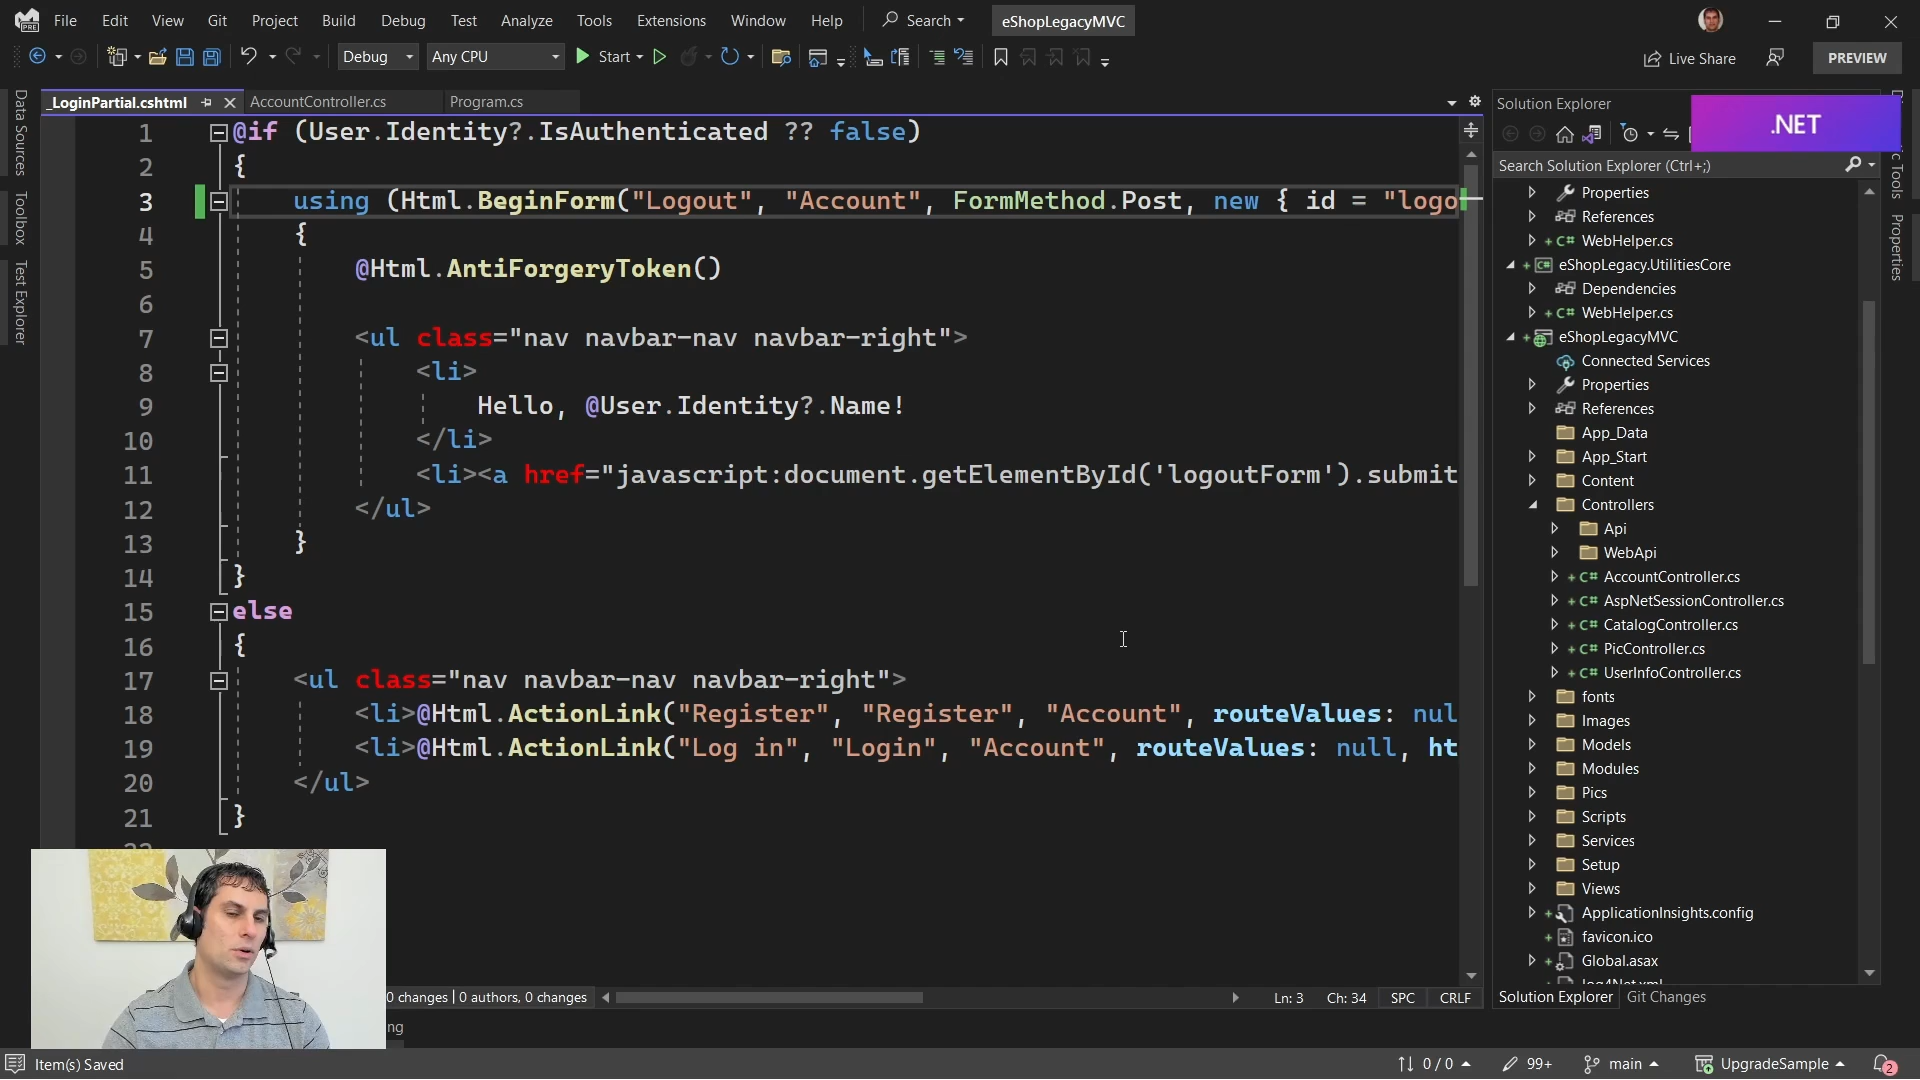 File Edit View Git Project Build Debug Test Analyze Tools Extensions Window Help Search eShopLegacyMVC
PRE
Debug Any CPU Start Live Share PREVIEW
_LoginPartial.cshtml AccountController.cs Program.cs
Data Sources
Toolbox
Test Explorer
1 @if (User.Identity?.IsAuthenticated ?? false)
2 {
3 using (Html.BeginForm("Logout", "Account", FormMethod.Post, new { id = "logo
4 {
5 @Html.AntiForgeryToken()
6
7 <ul class="nav navbar-nav navbar-right">
8 <li>
9 Hello, @User.Identity?.Name!
10 </li>
11 <li><a href="javascript:document.getElementById('logoutForm').submit
12 </ul>
13 }
14 }
15 else
16 {
17 <ul class="nav navbar-nav navbar-right">
18 <li>@Html.ActionLink("Register", "Register", "Account", routeValues: nul
19 <li>@Html.ActionLink("Log in", "Login", "Account", routeValues: null, ht
20 </ul>
21 }
0 changes | 0 authors, 0 changes Ln: 3 Ch: 34 SPC CRLF
ng
Solution Explorer
.NET
Search Solution Explorer (Ctrl+;)
Properties
References
C# WebHelper.cs
C# eShopLegacy.UtilitiesCore
Dependencies
C# WebHelper.cs
eShopLegacyMVC
Connected Services
Properties
References
App_Data
App_Start
Content
Controllers
Api
WebApi
C# AccountController.cs
C# AspNetSessionController.cs
C# CatalogController.cs
C# PicController.cs
C# UserInfoController.cs
fonts
Images
Models
Modules
Pics
Scripts
Services
Setup
Views
ApplicationInsights.config
favicon.ico
Global.asax
Solution Explorer Git Changes
Tools
Properties
Item(s) Saved 0 / 0 99+ main UpgradeSample 2